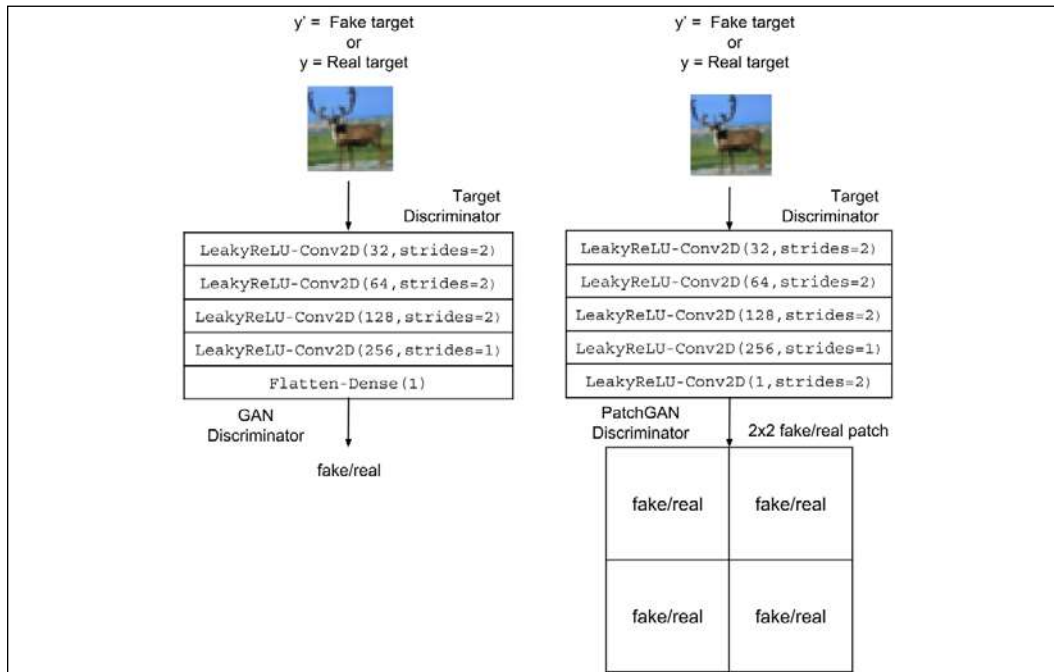 y' = Fake target
or
y = Real target
Target
Discriminator
LeakyReLU-Conv2D(32,strides=2)
LeakyReLU-Conv2D(64,strides=2)
LeakyReLU-Conv2D(128,strides=2)
LeakyReLU-Conv2D(256,strides=1)
Flatten-Dense(1)
GAN
Discriminator
fake/real
y' = Fake target
or
y = Real target
Target
Discriminator
LeakyReLU-Conv2D(32,strides=2)
LeakyReLU-Conv2D(64,strides=2)
LeakyReLU-Conv2D(128,strides=2)
LeakyReLU-Conv2D(256,strides=1)
LeakyReLU-Conv2D(1,strides=2)
PatchGAN
Discriminator
2x2 fake/real patch
fake/real
fake/real
fake/real
fake/real